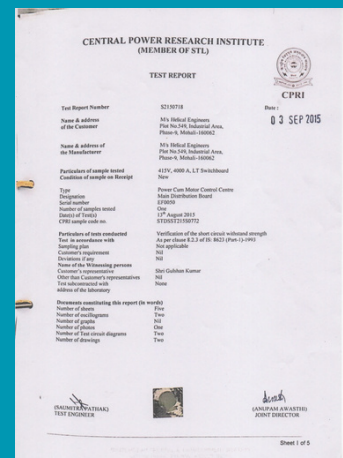 CENTRAL POWER RESEARCH INSTITUTE
(MEMBER OF STL)
TEST REPORT
CPRI
Test Report Number S2130718 Date :
03 SEP 2015
Name & address M/s Helical Engineers
of the Customer Plot No.549, Industrial Area,
Phase-9, Mohali-160062
Name & address of M/s Helical Engineers
the Manufacturer Plot No.549, Industrial Area,
Phase-9, Mohali-160062
Particulars of sample tested 415V, 4000 A, LT Switchboard
Condition of sample on Receipt New
Type Power Cum Motor Control Centre
Designation Main Distribution Board
Serial number EF0050
Number of samples tested One
Date(s) of Test(s) 13th August 2015
CPRI sample code no.
Particulars of tests conducted Verification of the short circuit withstand strength
Test in accordance with As per clause 8.2.3 of IS: 8623 (Part-1)-1993
Sampling plan Not applicable
Customer's requirement Nil
Deviations if any Nil
Name of the Witnessing persons
Customer's representative Shri Gulshan Kumar
Other than Customer's representatives Nil
Test subcontracted with None
address of the laboratory
Documents constituting this report (in words)
Number of sheets Five
Number of oscillograms Two
Number of graphs Nil
Number of photos One
Number of Test circuit diagrams Two
Number of drawings Two
(SAUMITRA PATHAK) (ANUPAM AWASTHI)
TEST ENGINEER JOINT DIRECTOR
Sheet 1 of 5